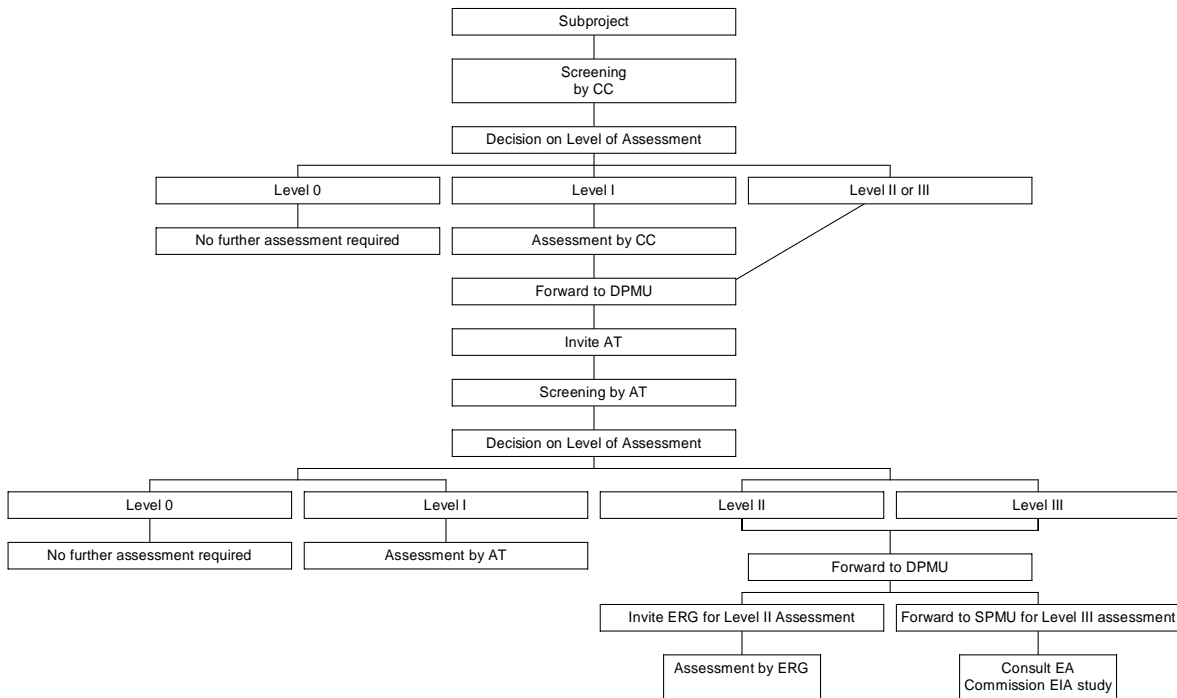 Subproject
Screening
by CC
Decision on Level of Assessment
Level 0
Level I
Level II or III
No further assessment required
Assessment by CC
Forward to DPMU
Invite AT
Screening by AT
Decision on Level of Assessment
Level 0
Level I
Level II
Level III
No further assessment required
Assessment by AT
Forward to DPMU
Invite ERG for Level II Assessment
Forward to SPMU for Level III assessment
Assessment by ERG
Consult EA
Commission EIA study